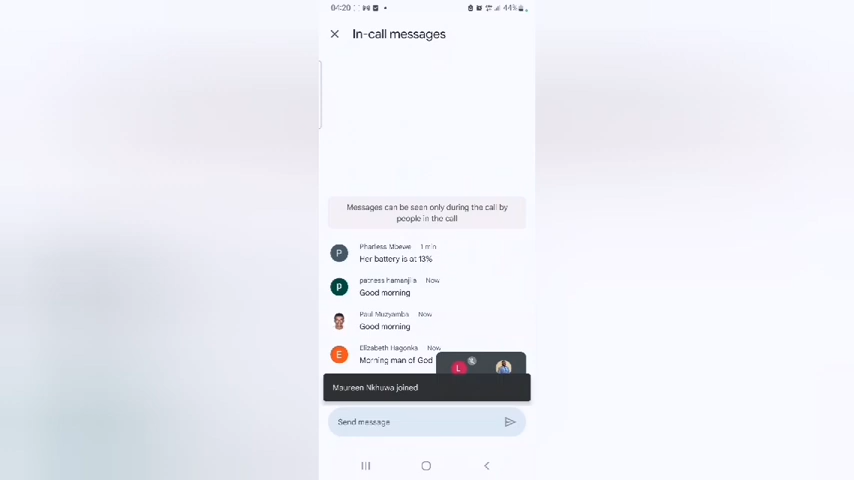 04:20
44%
In-call messages
Messages can be seen only during the call by
people in the call
P
Pharless Mbewe 1 min
Her battery is at 13%
p
patness hamanjila Now
Good morning
Paul Muzyamba Now
Good morning
E
Elizabeth Hagonka Now
Morning man of God
L
Maureen Nkhuwa joined
Send message